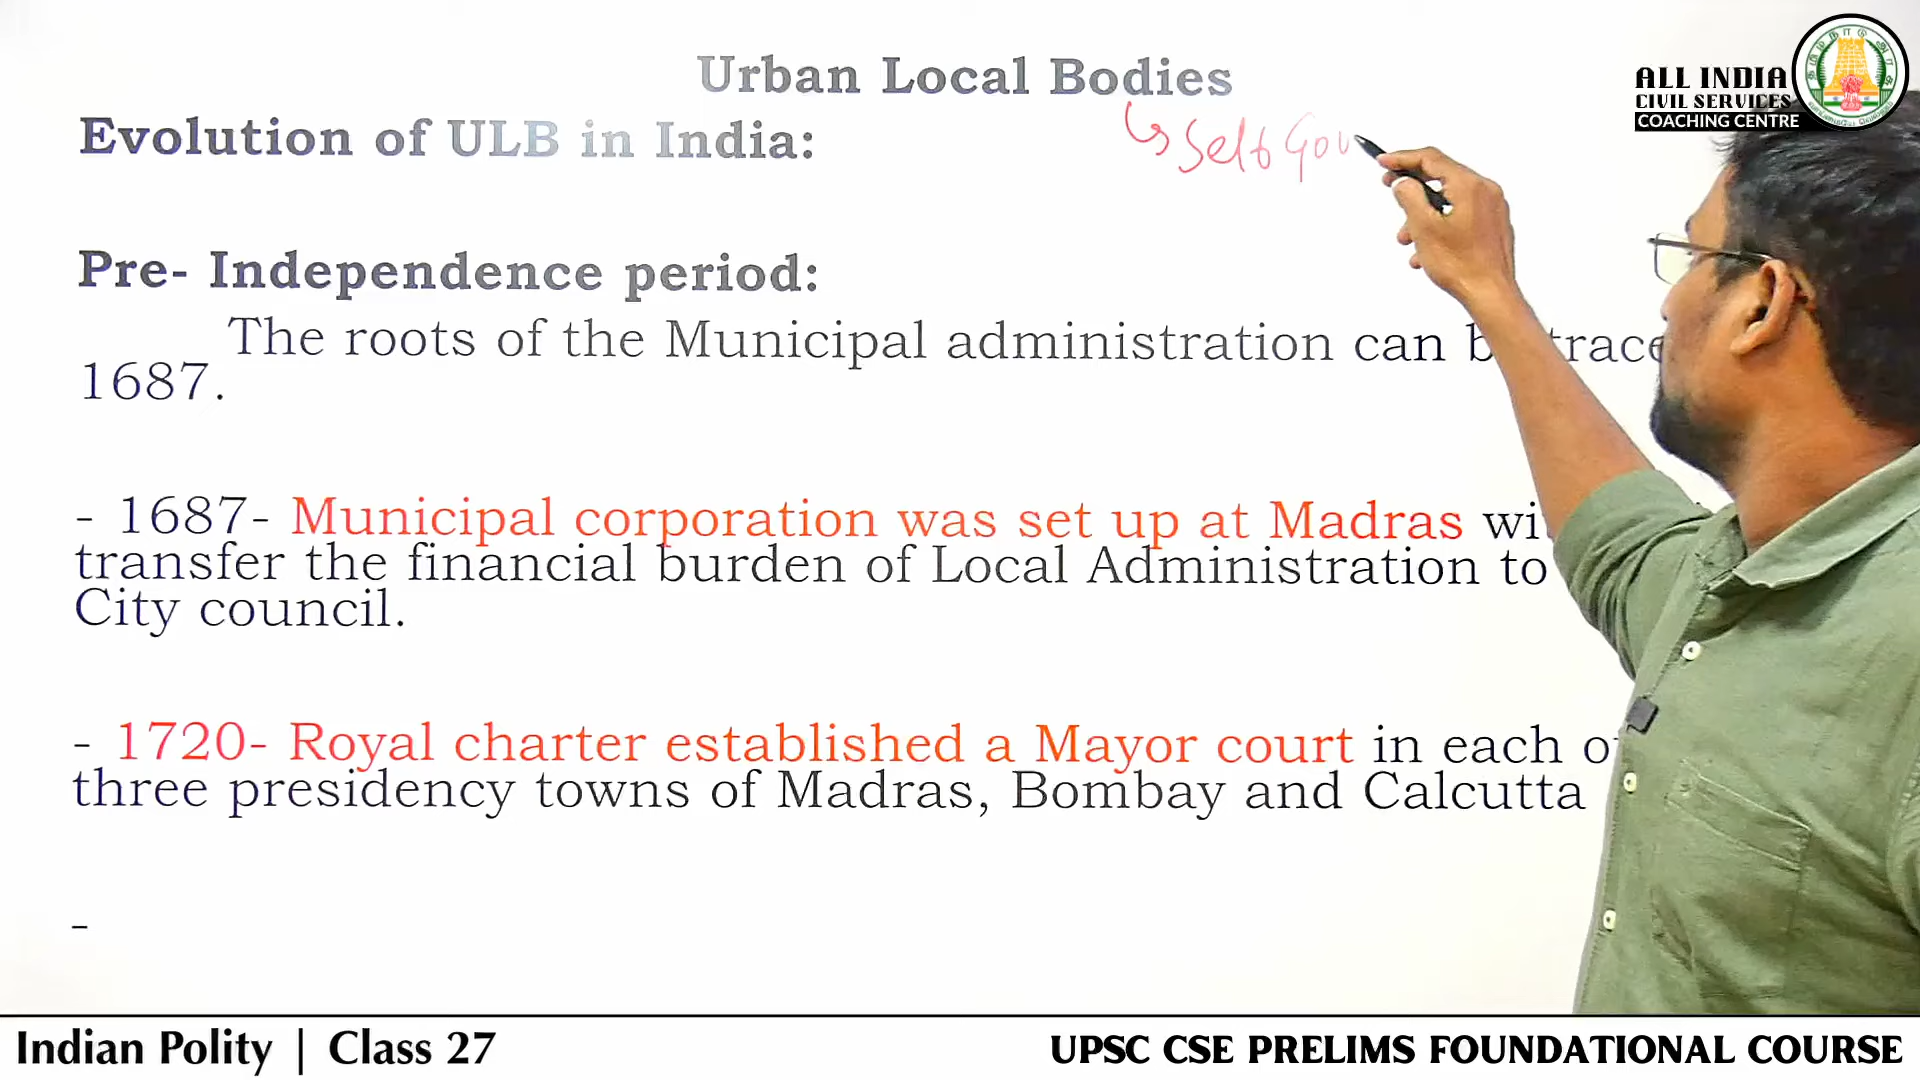 Urban Local Bodies
ALL INDIA
CIVIL SERVICES
COACHING CENTRE
Evolution of ULB in India:
Self Gov
Pre- Independence period:
The roots of the Municipal administration can
1687.
- 1687- Municipal corporation was set up at Madras
transfer the financial burden of Local Administration to
City council.
- 1720- Royal charter established a Mayor court in each
three presidency towns of Madras, Bombay and Calcutta
-
Indian Polity | Class 27
UPSC CSE PRELIMS FOUNDATIONAL COURSE